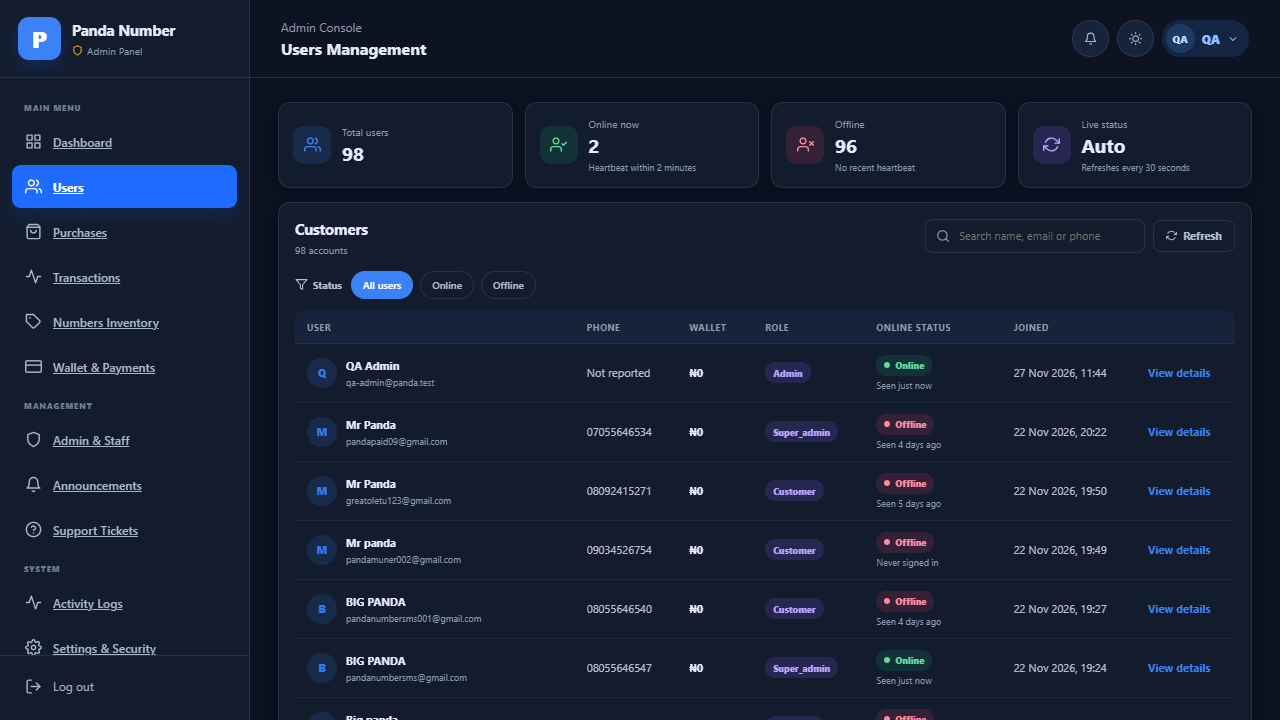 P
Panda Number
Admin Panel
MAIN MENU
Dashboard
Users
Purchases
Transactions
Numbers Inventory
Wallet & Payments
MANAGEMENT
Admin & Staff
Announcements
Support Tickets
SYSTEM
Activity Logs
Settings & Security
Log out
Admin Console
Users Management
QA QA
Total users
98
Online now
2
Heartbeat within 2 minutes
Offline
96
No recent heartbeat
Live status
Auto
Refreshes every 30 seconds
Customers
98 accounts
Search name, email or phone
Refresh
Status All users Online Offline
USER PHONE WALLET ROLE ONLINE STATUS JOINED
Q QA Admin
qa-admin@panda.test
Not reported ₦0 Admin Online
Seen just now
27 Nov 2026, 11:44 View details
M Mr Panda
pandapaid09@gmail.com
07055646534 ₦0 Super_admin Offline
Seen 4 days ago
22 Nov 2026, 20:22 View details
M Mr Panda
greatoletu123@gmail.com
08092415271 ₦0 Customer Offline
Seen 5 days ago
22 Nov 2026, 19:50 View details
M Mr panda
pandamuner002@gmail.com
09034526754 ₦0 Customer Offline
Never signed in
22 Nov 2026, 19:49 View details
B BIG PANDA
pandanumbersms001@gmail.com
08055646540 ₦0 Customer Offline
Seen 4 days ago
22 Nov 2026, 19:27 View details
B BIG PANDA
pandanumbersms@gmail.com
08055646547 ₦0 Super_admin Online
Seen just now
22 Nov 2026, 19:24 View details
Big panda
Offline